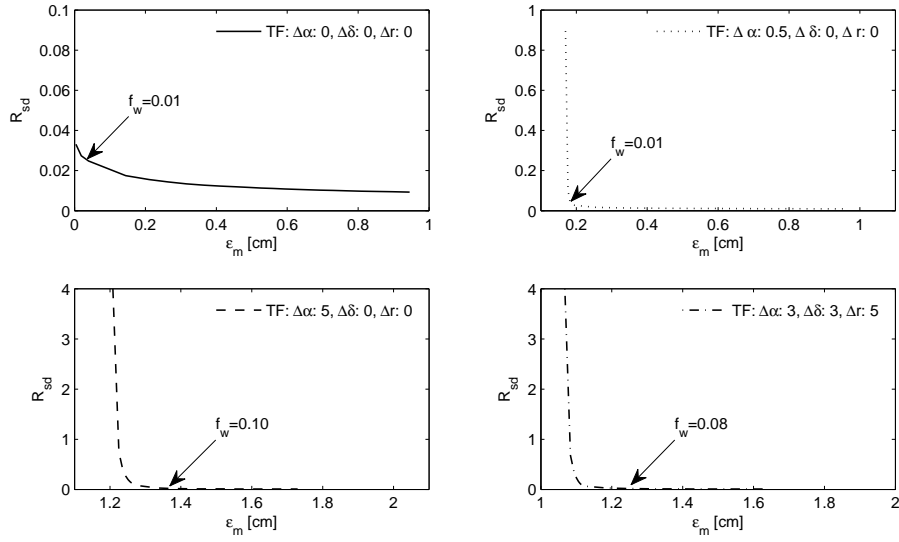 0.1
0.08
0.06
0.04
0.02
0
R_sd
0 0.2 0.4 0.6 0.8 1
ε_m [cm]
TF: Δα: 0, Δδ: 0, Δr: 0
f_w=0.01
1
0.8
0.6
0.4
0.2
0
R_sd
0.2 0.4 0.6 0.8 1
ε_m [cm]
TF: Δ α: 0.5, Δ δ: 0, Δ r: 0
f_w=0.01
4
3
2
1
0
R_sd
1.2 1.4 1.6 1.8 2
ε_m [cm]
TF: Δα: 5, Δδ: 0, Δr: 0
f_w=0.10
4
3
2
1
0
R_sd
1 1.2 1.4 1.6 1.8 2
ε_m [cm]
TF: Δα: 3, Δδ: 3, Δr: 5
f_w=0.08